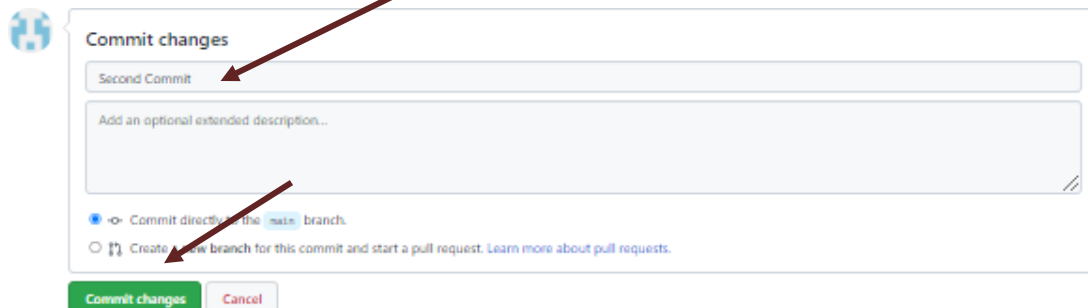 Commit changes
Second Commit
Add an optional extended description...
Commit directly to the main branch.
Create a new branch for this commit and start a pull request. Learn more about pull requests.
Commit changes Cancel